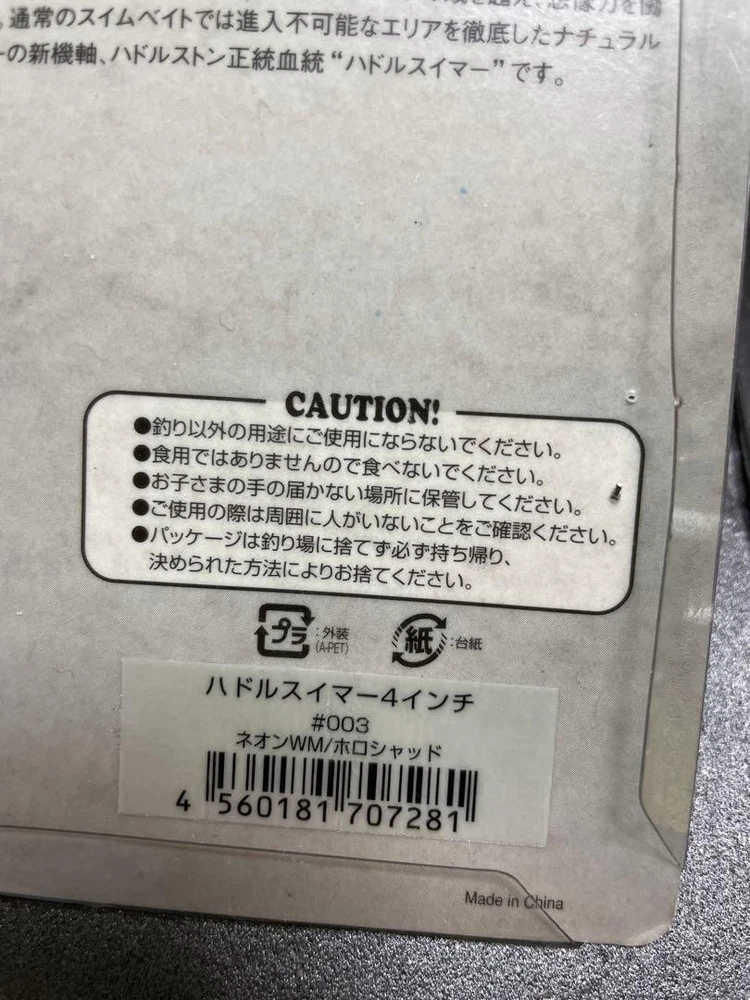 を超え、想像力を
。通常のスイムベイトでは進入不可能なエリアを徹底したナチュラル
ーの新機軸、ハドルストン正統血統“ハドルスイマー”です。
CAUTION!
●釣り以外の用途にご使用にならないでください。
●食用ではありませんので食べないでください。
●お子さまの手の届かない場所に保管してください。
●ご使用の際は周囲に人がいないことをご確認ください。
●パッケージは釣り場に捨てず必ず持ち帰り、
決められた方法によりお捨てください。
プラ :外装
(A-PET)
紙 :台紙
ハドルスイマー4インチ
#003
ネオンWM/ホロシャッド
4 560181 707281
Made in China